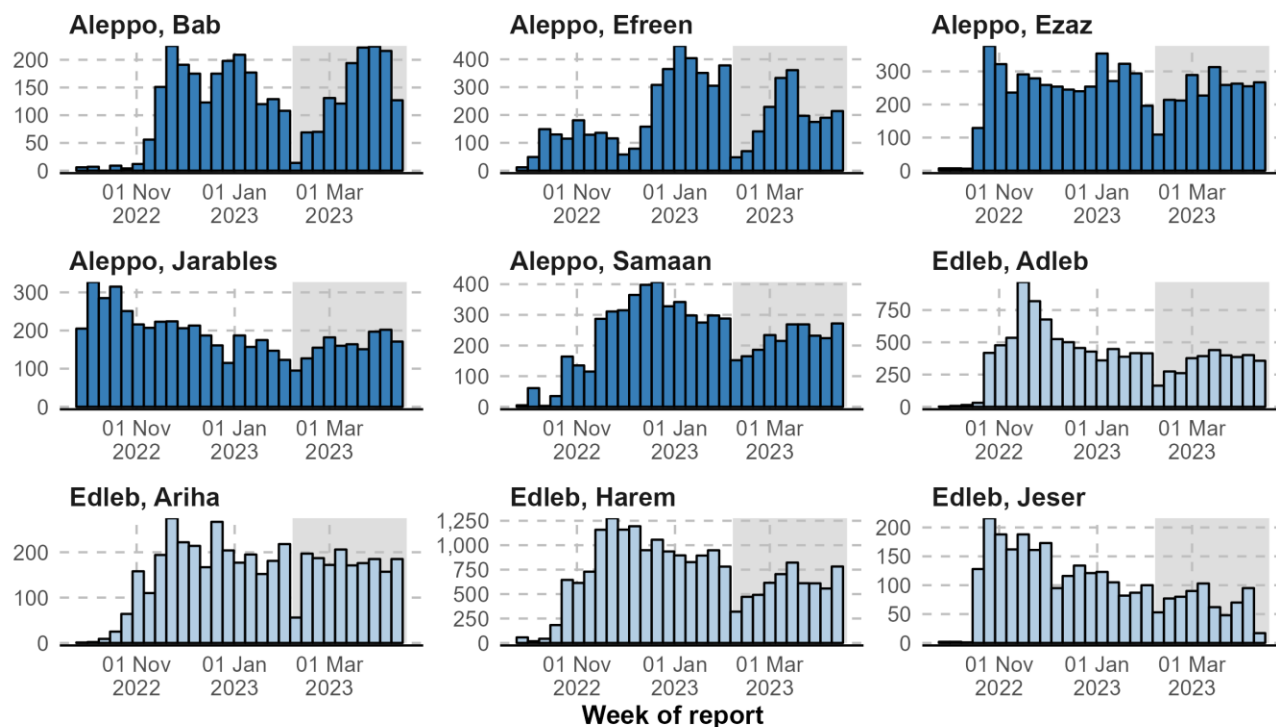 Aleppo, Bab
200
150
100
50
0
01 Nov
2022
01 Jan
2023
01 Mar
2023
Aleppo, Efreen
400
300
200
100
0
01 Nov
2022
01 Jan
2023
01 Mar
2023
Aleppo, Ezaz
300
200
100
0
01 Nov
2022
01 Jan
2023
01 Mar
2023
Aleppo, Jarables
300
200
100
0
01 Nov
2022
01 Jan
2023
01 Mar
2023
Aleppo, Samaan
400
300
200
100
0
01 Nov
2022
01 Jan
2023
01 Mar
2023
Edleb, Adleb
750
500
250
0
01 Nov
2022
01 Jan
2023
01 Mar
2023
Edleb, Ariha
200
100
0
01 Nov
2022
01 Jan
2023
01 Mar
2023
Edleb, Harem
1,250
1,000
750
500
250
0
01 Nov
2022
01 Jan
2023
01 Mar
2023
Edleb, Jeser
200
150
100
50
0
01 Nov
2022
01 Jan
2023
01 Mar
2023
Week of report